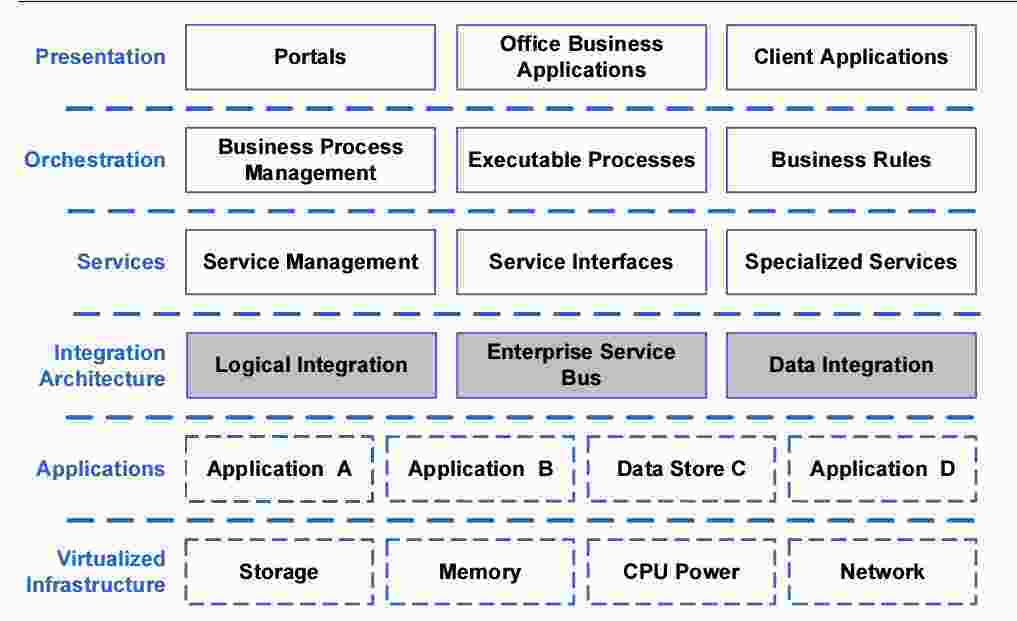 Presentation
Portals
Office Business
Applications
Client Applications
Orchestration
Business Process
Management
Executable Processes
Business Rules
Services
Service Management
Service Interfaces
Specialized Services
Integration
Architecture
Logical Integration
Enterprise Service
Bus
Data Integration
Applications
Application A
Application B
Data Store C
Application D
Virtualized
Infrastructure
Storage
Memory
CPU Power
Network